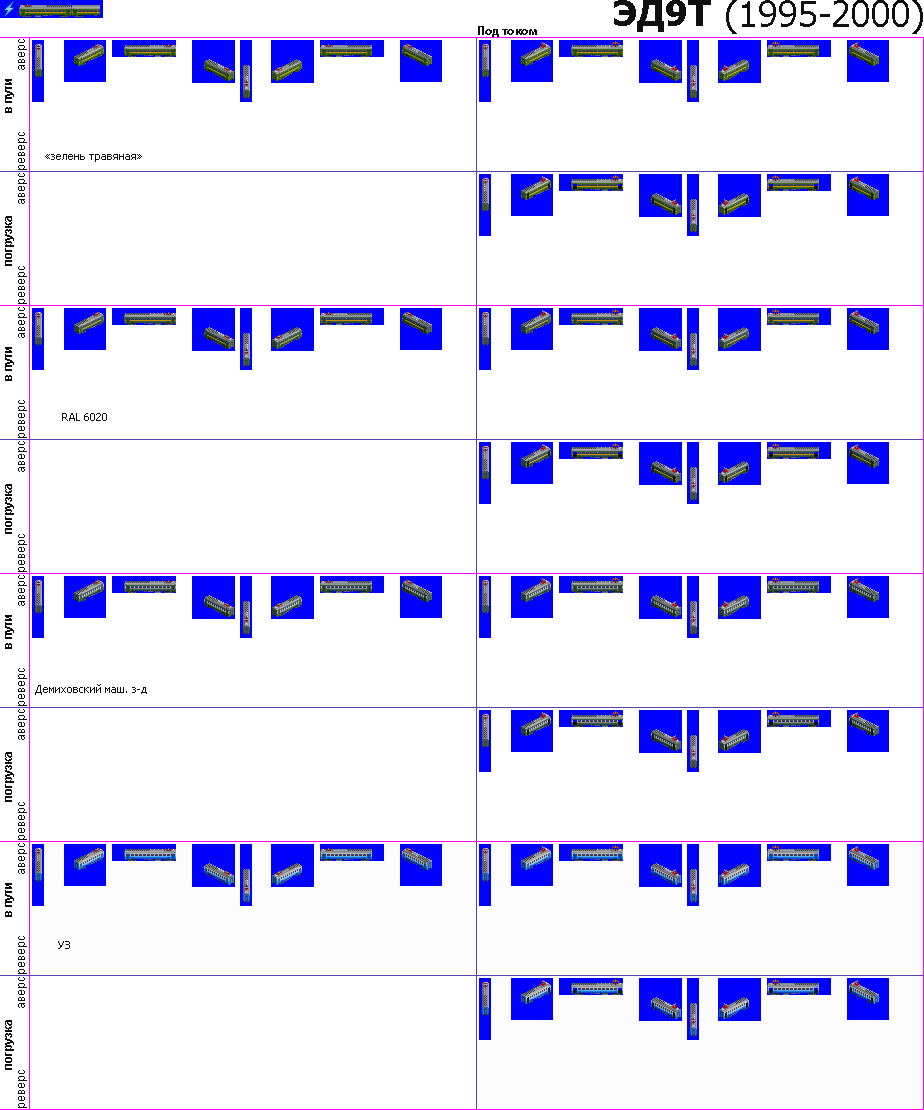 ЭД9Т (1995-2000)
Под током
аверс
в пути
реверс
«зелень травяная»
аверс
погрузка
реверс
аверс
в пути
реверс
RAL 6020
аверс
погрузка
реверс
аверс
в пути
реверс
Демиховский маш. з-д
аверс
погрузка
реверс
аверс
в пути
реверс
УЗ
аверс
погрузка
реверс